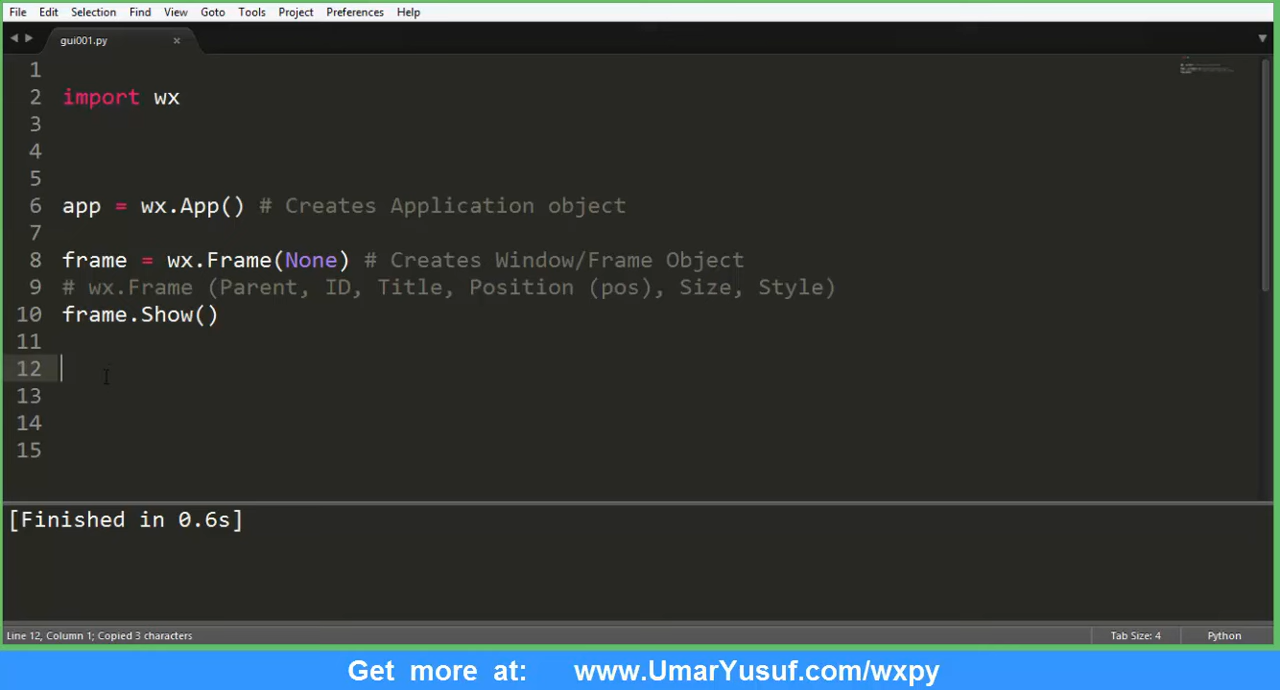 File Edit Selection Find View Goto Tools Project Preferences Help
gui001.py
1
2 import wx
3
4
5
6 app = wx.App() # Creates Application object
7
8 frame = wx.Frame(None) # Creates Window/Frame Object
9 # wx.Frame (Parent, ID, Title, Position (pos), Size, Style)
10 frame.Show()
11
12
13
14
15
[Finished in 0.6s]
Line 12, Column 1; Copied 3 characters Tab Size: 4 Python
Get more at: www.UmarYusuf.com/wxpy